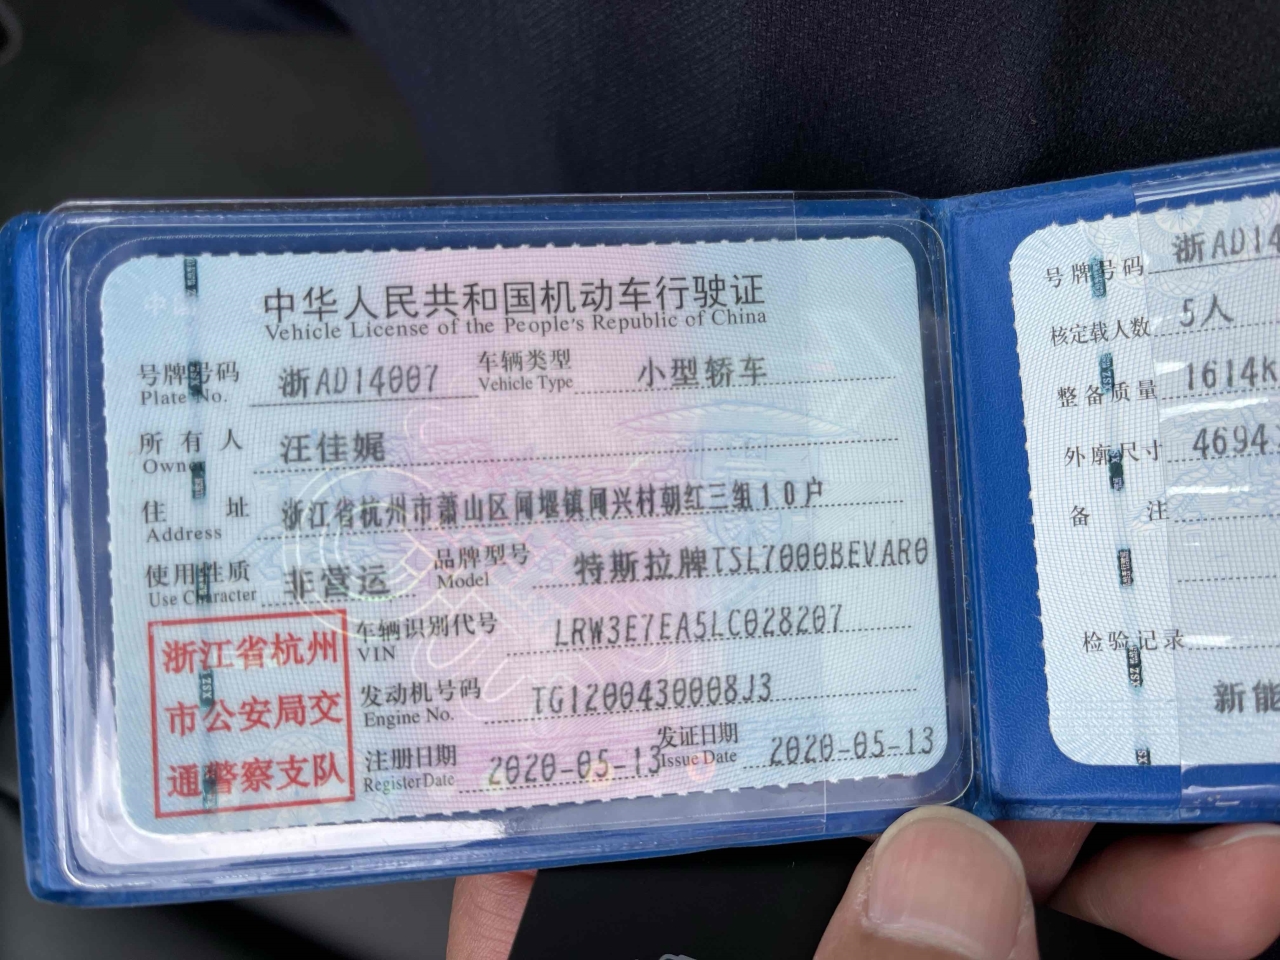 中华人民共和国机动车行驶证
Vehicle License of the People's Republic of China
号牌号码 浙AD14007 车辆类型 小型轿车
Plate No. Vehicle Type
所有人 汪佳娓
Owner
住址 浙江省杭州市萧山区闻堰镇闻兴村朝红三组10户
Address
使用性质 非营运 品牌型号 特斯拉牌TSL7000BEVAR0
Use Character Model
车辆识别代号 LRW3E7EA5LC028207
VIN
发动机号码 TG1200430008J3
Engine No.
注册日期 2020-05-13 发证日期 2020-05-13
Register Date Issue Date
浙江省杭州
市公安局交
通警察支队
号牌号码 浙AD14
核定载人数 5人
整备质量 1614k
外廓尺寸 4694
备注
检验记录
新能